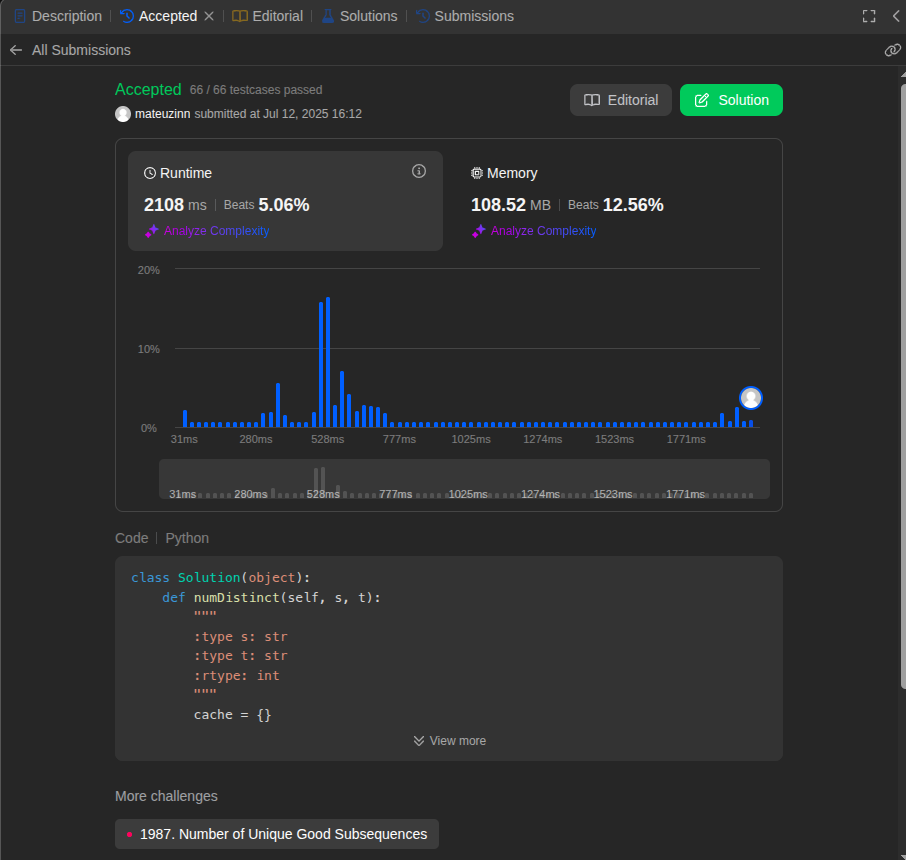 Description | Accepted | Editorial | Solutions | Submissions
All Submissions
Accepted 66 / 66 testcases passed
mateuzinn submitted at Jul 12, 2025 16:12
Editorial
Solution
Runtime
2108 ms | Beats 5.06%
Analyze Complexity
Memory
108.52 MB | Beats 12.56%
Analyze Complexity
20%
10%
0%
31ms 280ms 528ms 777ms 1025ms 1274ms 1523ms 1771ms
31ms 280ms 528ms 777ms 1025ms 1274ms 1523ms 1771ms
Code | Python
class Solution(object):
    def numDistinct(self, s, t):
        """
        :type s: str
        :type t: str
        :rtype: int
        """
        cache = {}
View more
More challenges
1987. Number of Unique Good Subsequences